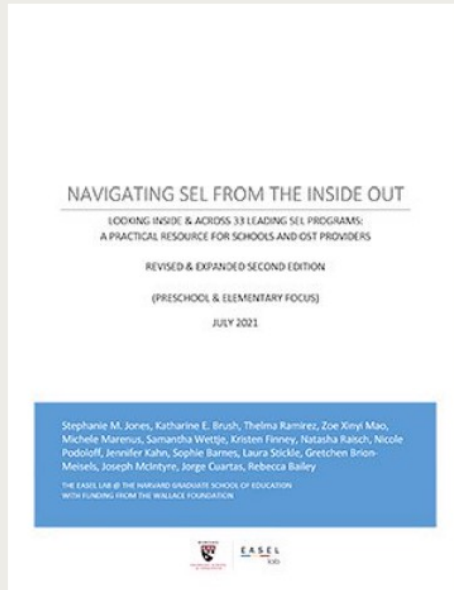 NAVIGATING SEL FROM THE INSIDE OUT
LOOKING INSIDE & ACROSS 33 LEADING SEL PROGRAMS:
A PRACTICAL RESOURCE FOR SCHOOLS AND OST PROVIDERS
REVISED & EXPANDED SECOND EDITION
(PRESCHOOL & ELEMENTARY FOCUS)
JULY 2021
Stephanie M. Jones, Katharine E. Brush, Thelma Ramirez, Zoe Xinyi Mao,
Michele Marenus, Samantha Wettje, Kristen Finney, Natasha Raisch, Nicole
Podoloff, Jennifer Kahn, Sophie Barnes, Laura Stickle, Gretchen Brion-
Meisels, Joseph McIntyre, Jorge Cuartas, Rebecca Bailey
THE EASEL LAB @ THE HARVARD GRADUATE SCHOOL OF EDUCATION
WITH FUNDING FROM THE WALLACE FOUNDATION
EASEL